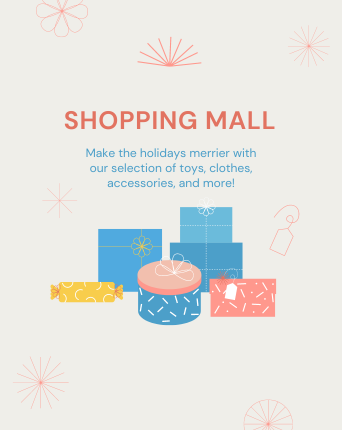 SHOPPING MALL
Make the holidays merrier with
our selection of toys, clothes,
accessories, and more!